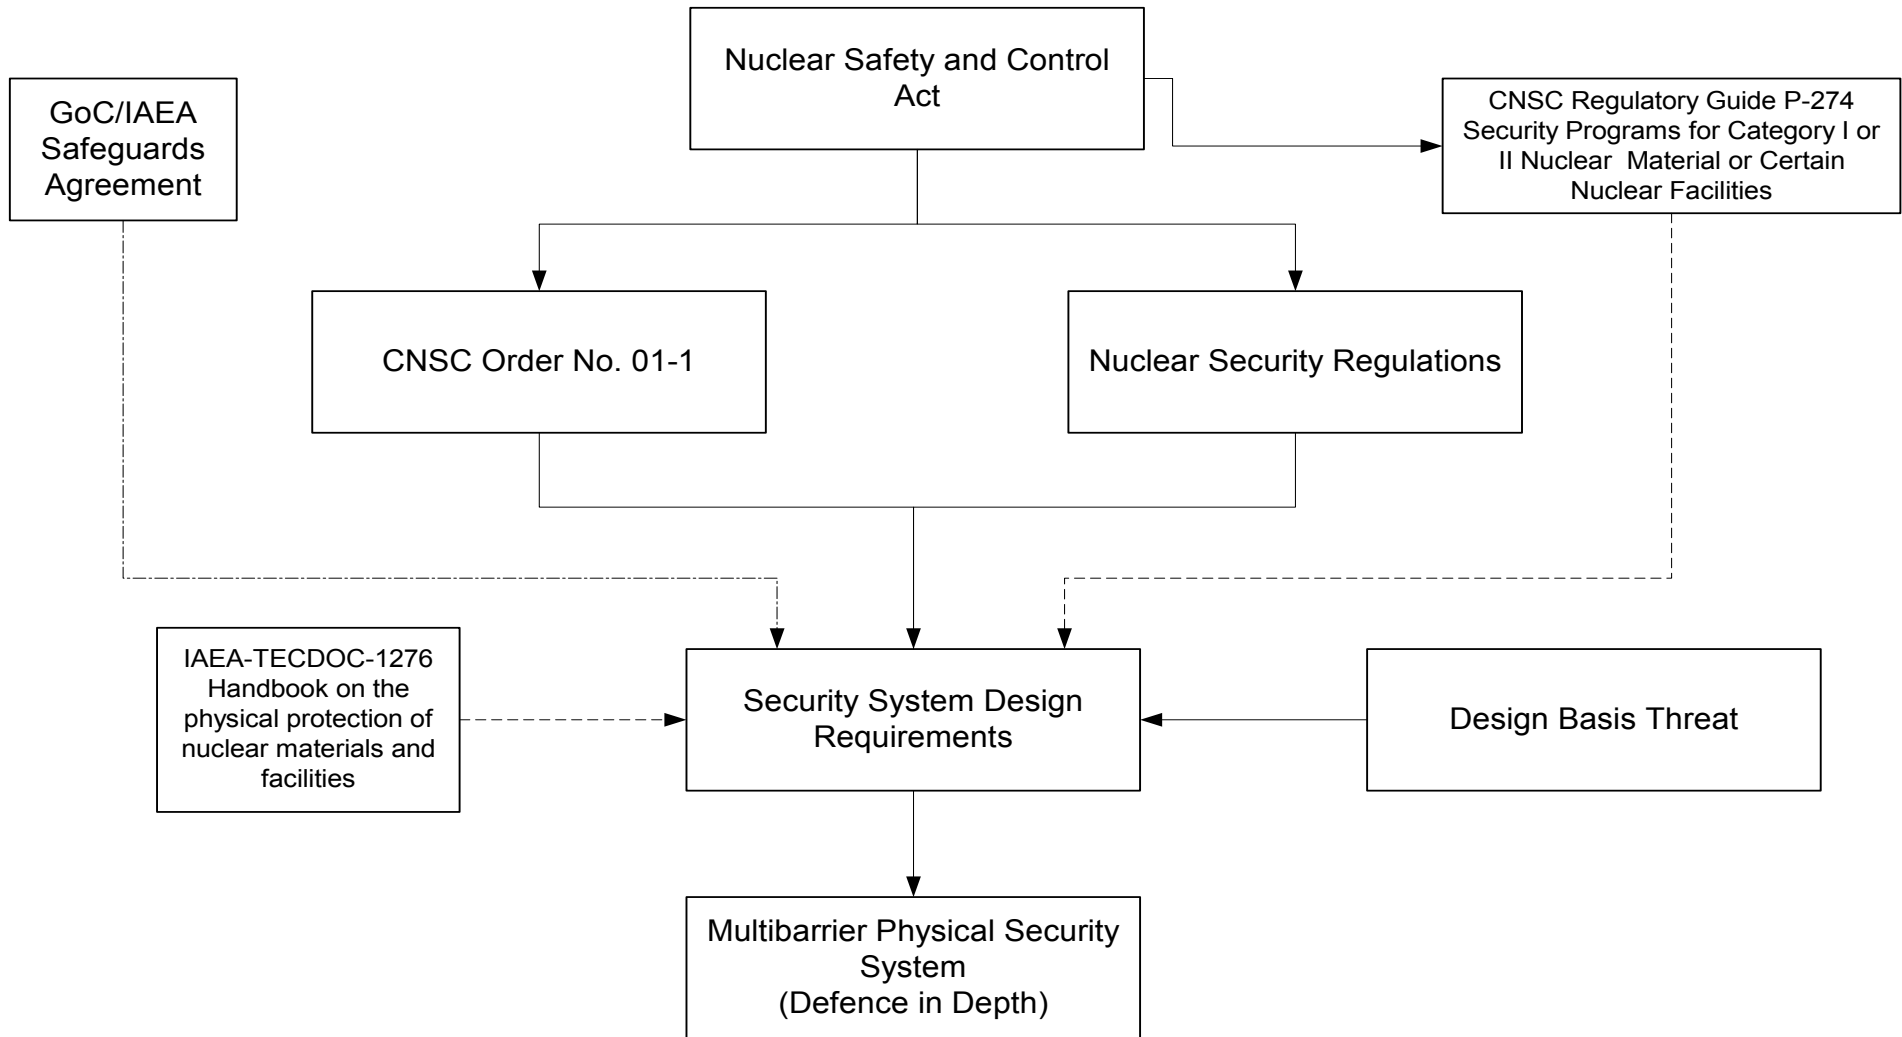 Nuclear Safety and Control
Act
GoC/IAEA
Safeguards
Agreement
CNSC Regulatory Guide P-274
Security Programs for Category I or
II Nuclear  Material or Certain
Nuclear Facilities
CNSC Order No. 01-1
Nuclear Security Regulations
IAEA-TECDOC-1276
Handbook on the
physical protection of
nuclear materials and
facilities
Security System Design
Requirements
Design Basis Threat
Multibarrier Physical Security
System
(Defence in Depth)